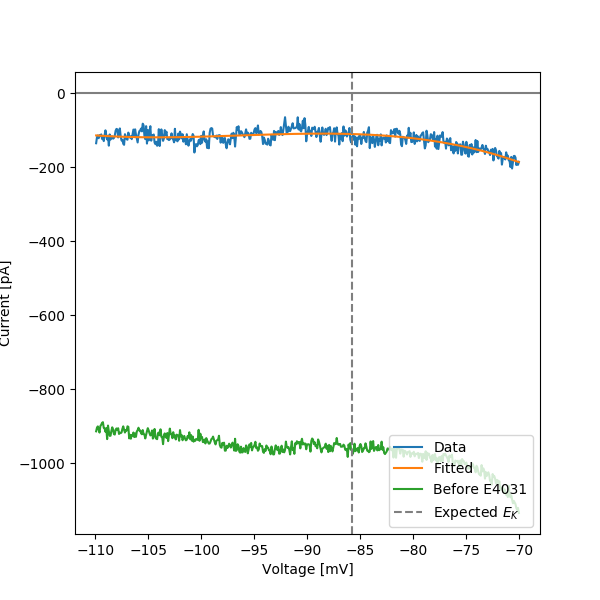 0
−200
−400
−600
−800
−1000
Current [pA]
Data
Fitted
Before E4031
Expected E_K
−110 −105 −100 −95 −90 −85 −80 −75 −70
Voltage [mV]